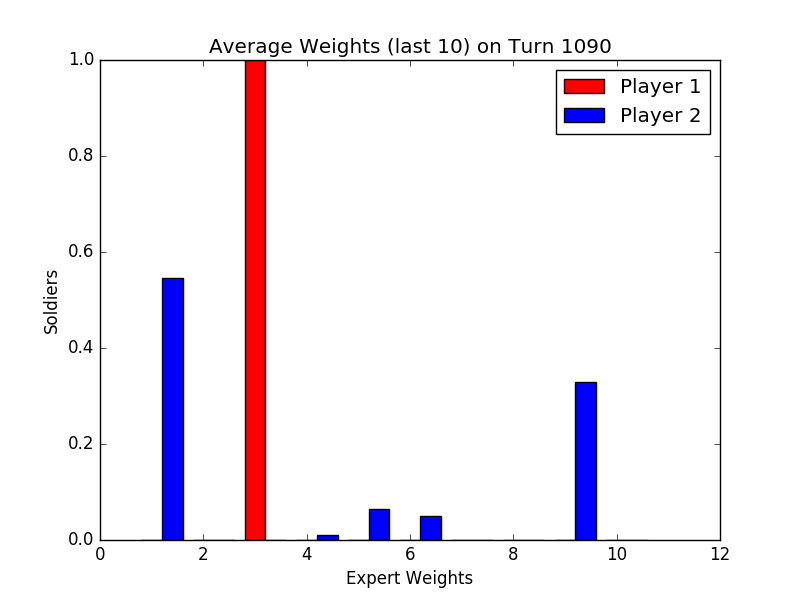 Average Weights (last 10) on Turn 1090
1.0
0.8
0.6
0.4
0.2
0.0
Soldiers
Player 1
Player 2
0 2 4 6 8 10 12
Expert Weights